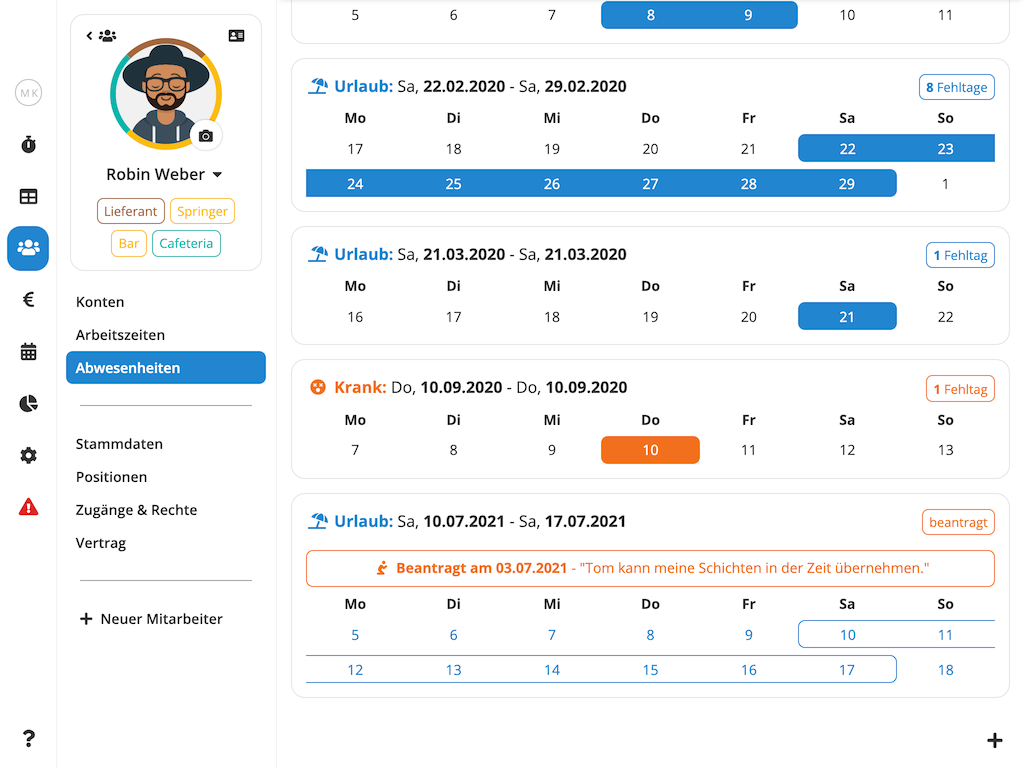 MK
Robin Weber
Lieferant Springer
Bar Cafeteria
Konten
Arbeitszeiten
Abwesenheiten
Stammdaten
Positionen
Zugänge & Rechte
Vertrag
+ Neuer Mitarbeiter
€
?
5 6 7 8 9 10 11
Urlaub: Sa, 22.02.2020 - Sa, 29.02.2020 8 Fehltage
Mo Di Mi Do Fr Sa So
17 18 19 20 21 22 23
24 25 26 27 28 29 1
Urlaub: Sa, 21.03.2020 - Sa, 21.03.2020 1 Fehltag
Mo Di Mi Do Fr Sa So
16 17 18 19 20 21 22
Krank: Do, 10.09.2020 - Do, 10.09.2020 1 Fehltag
Mo Di Mi Do Fr Sa So
7 8 9 10 11 12 13
Urlaub: Sa, 10.07.2021 - Sa, 17.07.2021 beantragt
Beantragt am 03.07.2021 - "Tom kann meine Schichten in der Zeit übernehmen."
Mo Di Mi Do Fr Sa So
5 6 7 8 9 10 11
12 13 14 15 16 17 18
+